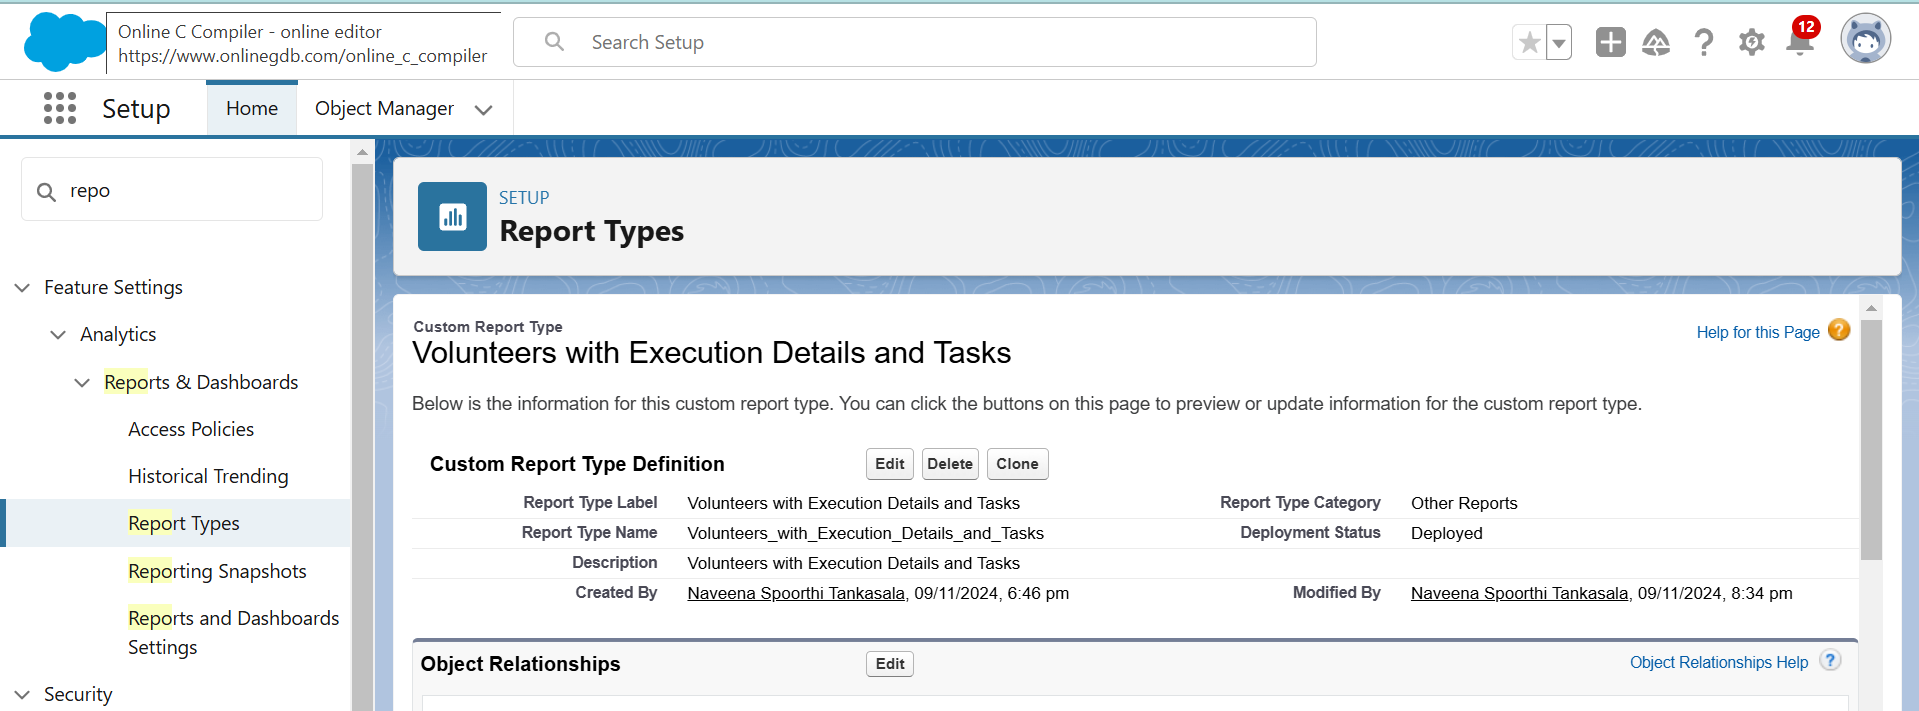 Online C Compiler - online editor
https://www.onlinegdb.com/online_c_compiler
Search Setup
12
Setup
Home
Object Manager
repo
Feature Settings
Analytics
Reports & Dashboards
Access Policies
Historical Trending
Report Types
Reporting Snapshots
Reports and Dashboards
Settings
Security
SETUP
Report Types
Custom Report Type
Volunteers with Execution Details and Tasks
Help for this Page ?
Below is the information for this custom report type. You can click the buttons on this page to preview or update information for the custom report type.
Custom Report Type Definition Edit Delete Clone
Report Type Label Volunteers with Execution Details and Tasks Report Type Category Other Reports
Report Type Name Volunteers_with_Execution_Details_and_Tasks Deployment Status Deployed
Description Volunteers with Execution Details and Tasks
Created By Naveena Spoorthi Tankasala, 09/11/2024, 6:46 pm Modified By Naveena Spoorthi Tankasala, 09/11/2024, 8:34 pm
Object Relationships Edit Object Relationships Help ?